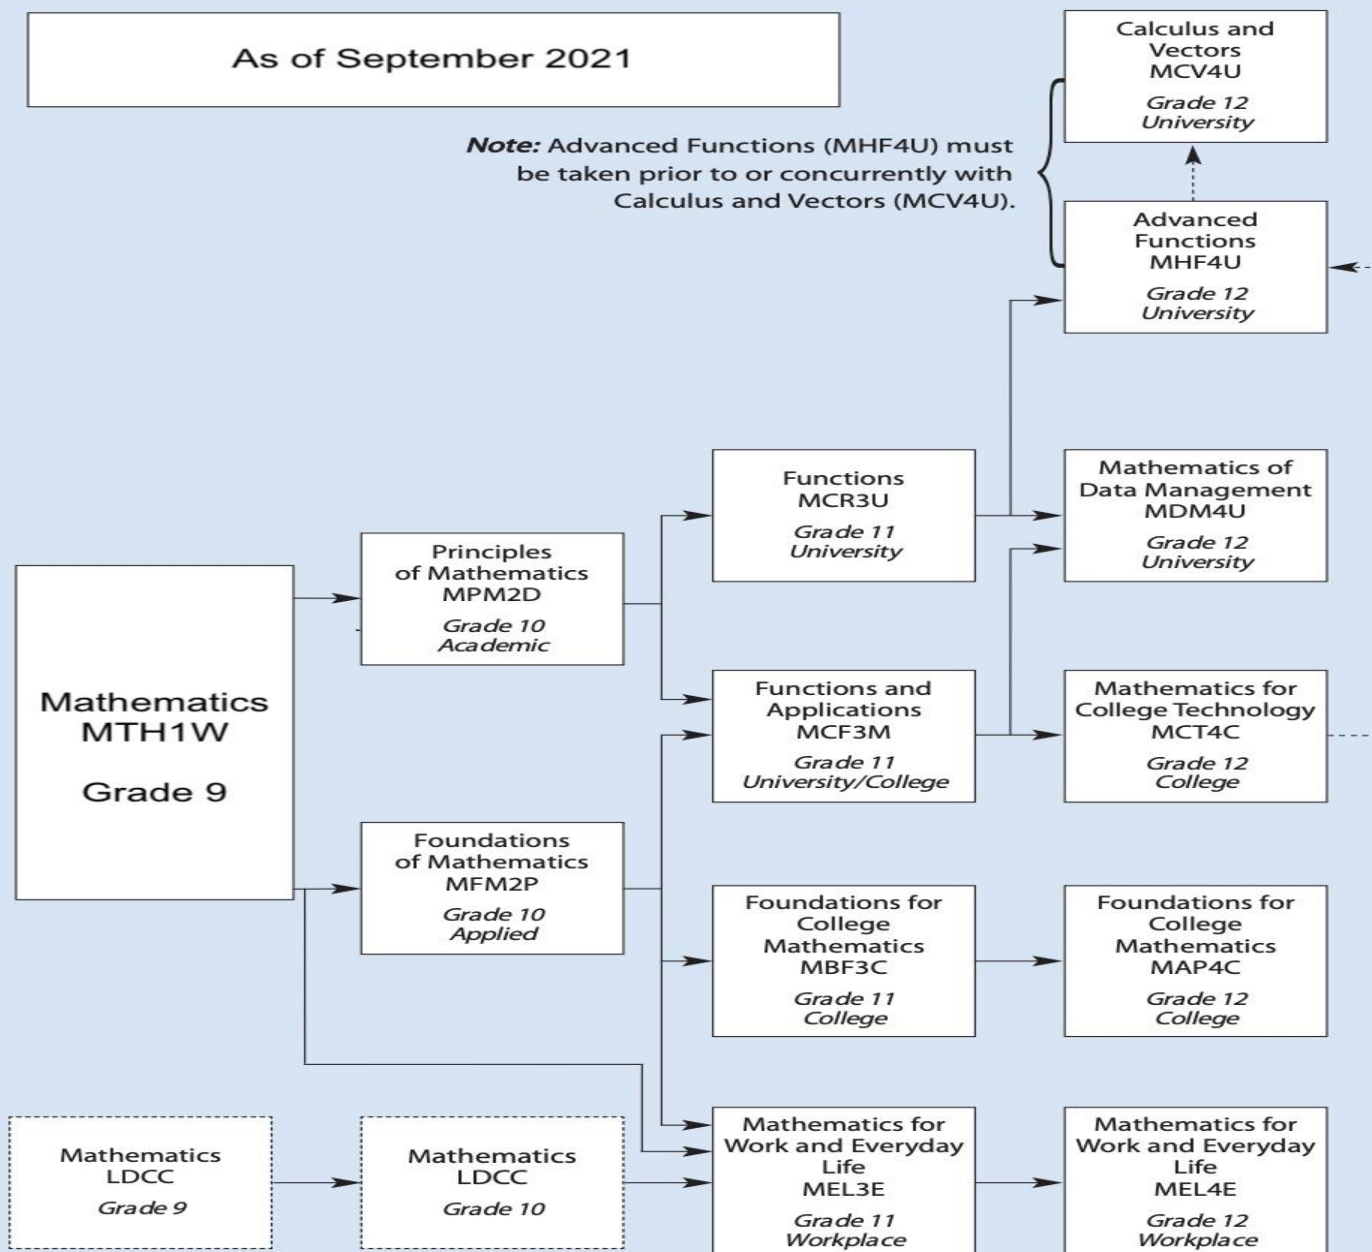 As of September 2021
Note: Advanced Functions (MHF4U) must
be taken prior to or concurrently with
Calculus and Vectors (MCV4U).
Calculus and
Vectors
MCV4U
Grade 12
University
Advanced
Functions
MHF4U
Grade 12
University
Mathematics
MTH1W
Grade 9
Principles
of Mathematics
MPM2D
Grade 10
Academic
Functions
MCR3U
Grade 11
University
Mathematics of
Data Management
MDM4U
Grade 12
University
Functions and
Applications
MCF3M
Grade 11
University/College
Mathematics for
College Technology
MCT4C
Grade 12
College
Foundations
of Mathematics
MFM2P
Grade 10
Applied
Foundations for
College
Mathematics
MBF3C
Grade 11
College
Foundations for
College
Mathematics
MAP4C
Grade 12
College
Mathematics
LDCC
Grade 9
Mathematics
LDCC
Grade 10
Mathematics for
Work and Everyday
Life
MEL3E
Grade 11
Workplace
Mathematics for
Work and Everyday
Life
MEL4E
Grade 12
Workplace